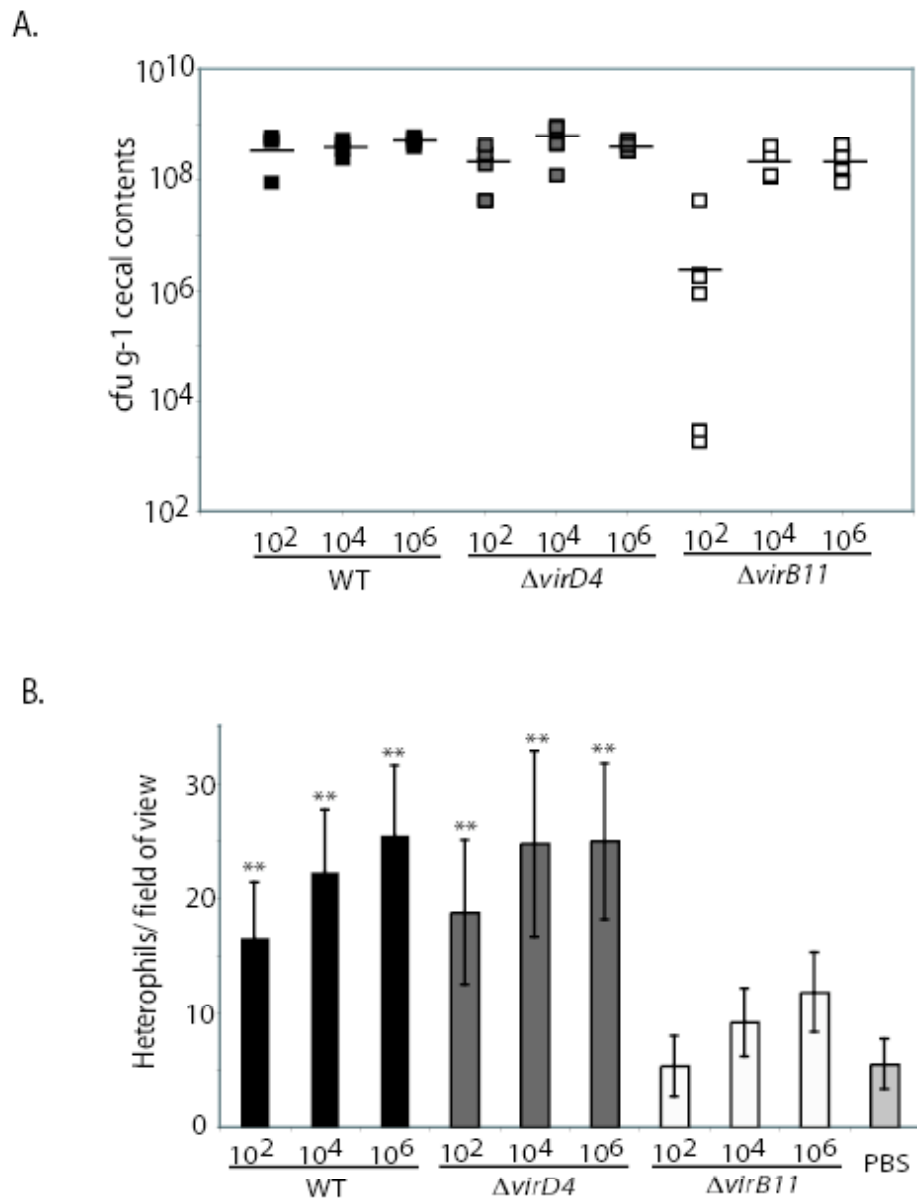 A.
10^10
10^8
10^6
10^4
10^2
cfu g-1 cecal contents
10^2 10^4 10^6 10^2 10^4 10^6 10^2 10^4 10^6
WT ΔvirD4 ΔvirB11
B.
30
20
10
0
Heterophils/ field of view
** ** ** ** ** **
10^2 10^4 10^6 10^2 10^4 10^6 10^2 10^4 10^6 PBS
WT ΔvirD4 ΔvirB11